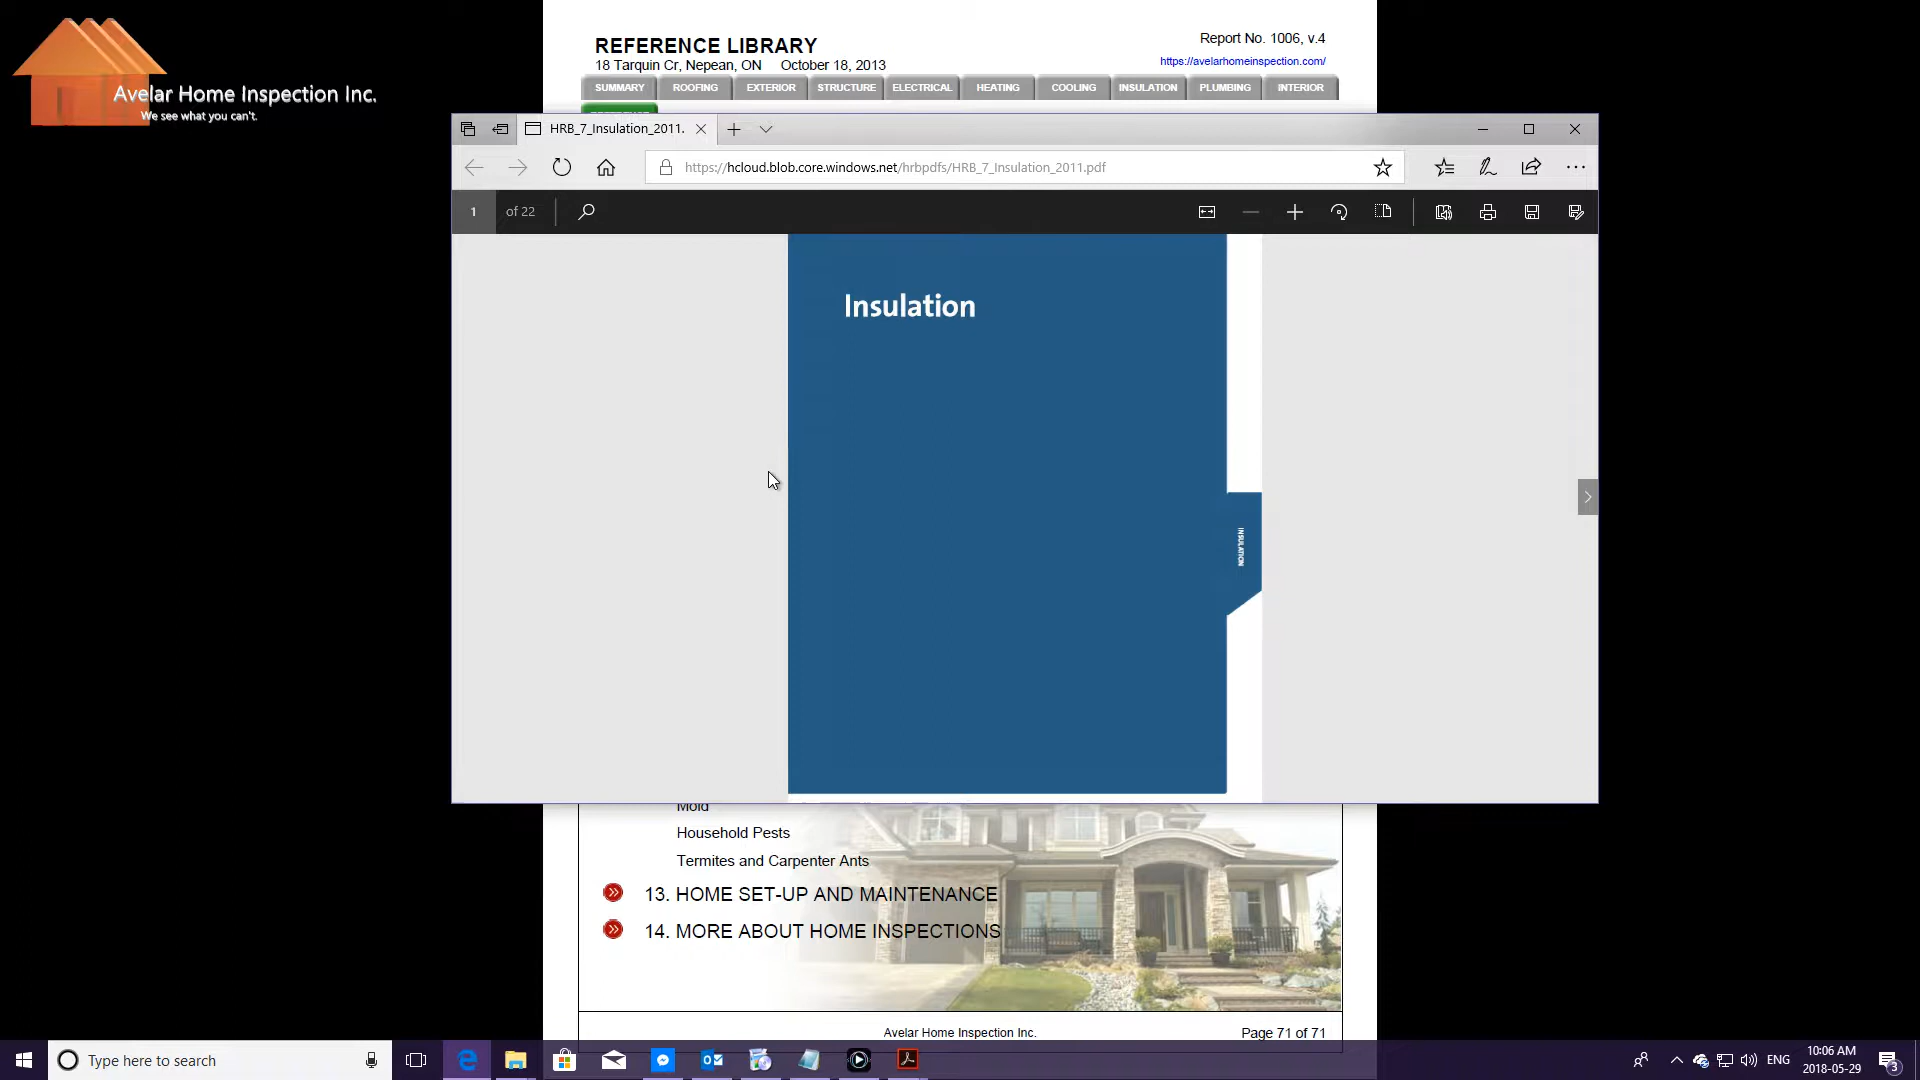 Avelar Home Inspection Inc.
We see what you can't.
REFERENCE LIBRARY
Report No. 1006, v.4
18 Tarquin Cr, Nepean, ON October 18, 2013
https://avelarhomeinspection.com/
SUMMARY ROOFING EXTERIOR STRUCTURE ELECTRICAL HEATING COOLING INSULATION PLUMBING INTERIOR
HRB_7_Insulation_2011.
https://hcloud.blob.core.windows.net/hrbpdfs/HRB_7_Insulation_2011.pdf
1 of 22
Insulation
INSULATION
Mold
Household Pests
Termites and Carpenter Ants
13. HOME SET-UP AND MAINTENANCE
14. MORE ABOUT HOME INSPECTIONS
Avelar Home Inspection Inc.
Page 71 of 71
Type here to search
ENG
10:06 AM
2018-05-29
3